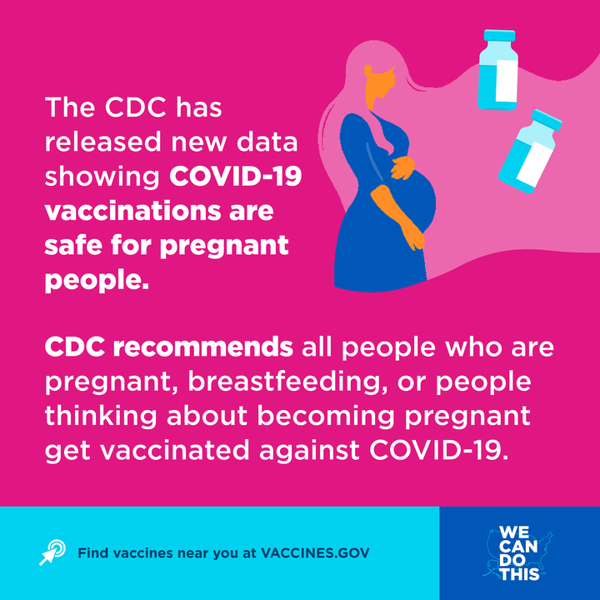 The CDC has
released new data
showing COVID-19
vaccinations are
safe for pregnant
people.
CDC recommends all people who are
pregnant, breastfeeding, or people
thinking about becoming pregnant
get vaccinated against COVID-19.
Find vaccines near you at VACCINES.GOV
WE
CAN
DO
THIS